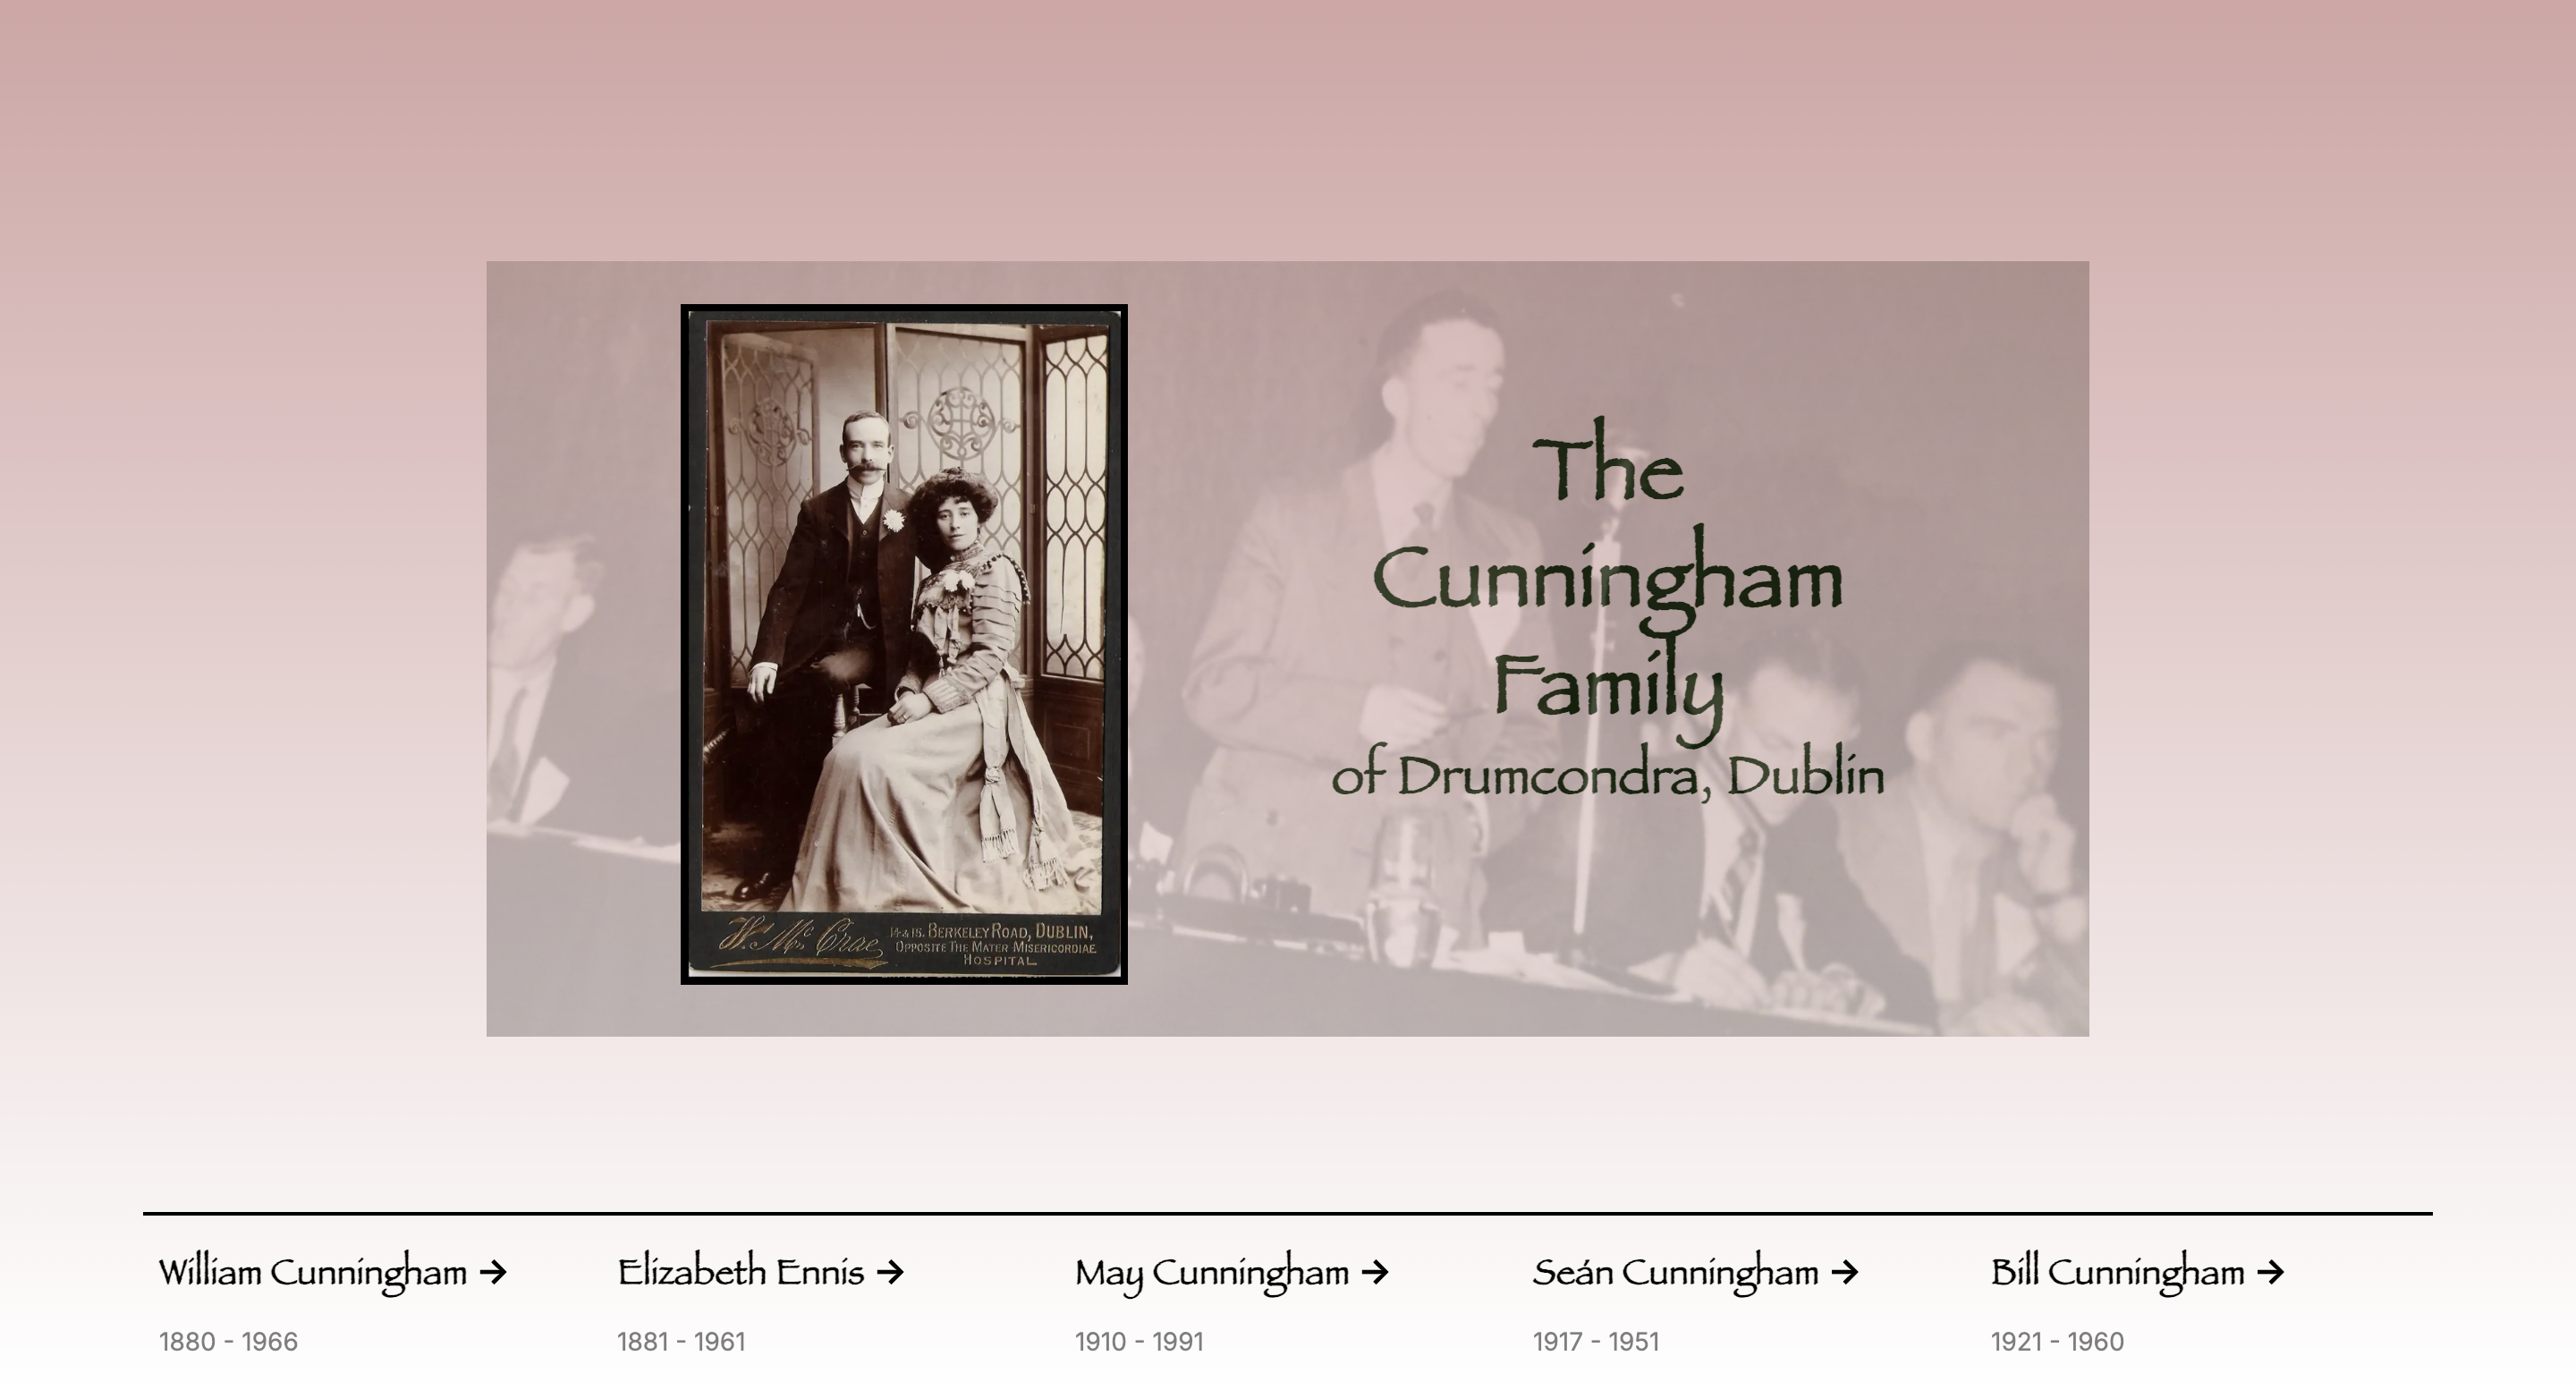 The
Cunningham
Family
of Drumcondra, Dublin
W. McCrae
14 & 15. BERKELEY ROAD, DUBLIN,
OPPOSITE THE MATER MISERICORDIAE
HOSPITAL
William Cunningham →
1880 - 1966
Elizabeth Ennis →
1881 - 1961
May Cunningham →
1910 - 1991
Seán Cunningham →
1917 - 1951
Bill Cunningham →
1921 - 1960